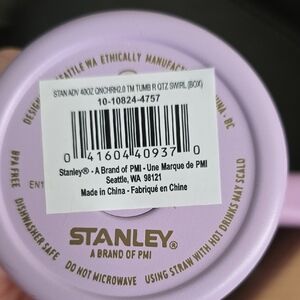 STAN ADV 40OZ QNCHRH2.0 TM TUMB R QTZ SWIRL (BOX)
10-10824-4757
0 41604 40937 0
Stanley® - A Brand of PMI - Une Marque de PMI
Seattle, WA 98121
Made in China - Fabriqué en Chine
SEATTLE WA ETHICALLY MANUFAC
BPA FREE DISHWASHER SAFE DO NOT MICROWAVE USING STRAW WITH HOT DRINKS MAY SCALD
STANLEY®
A BRAND OF PMI